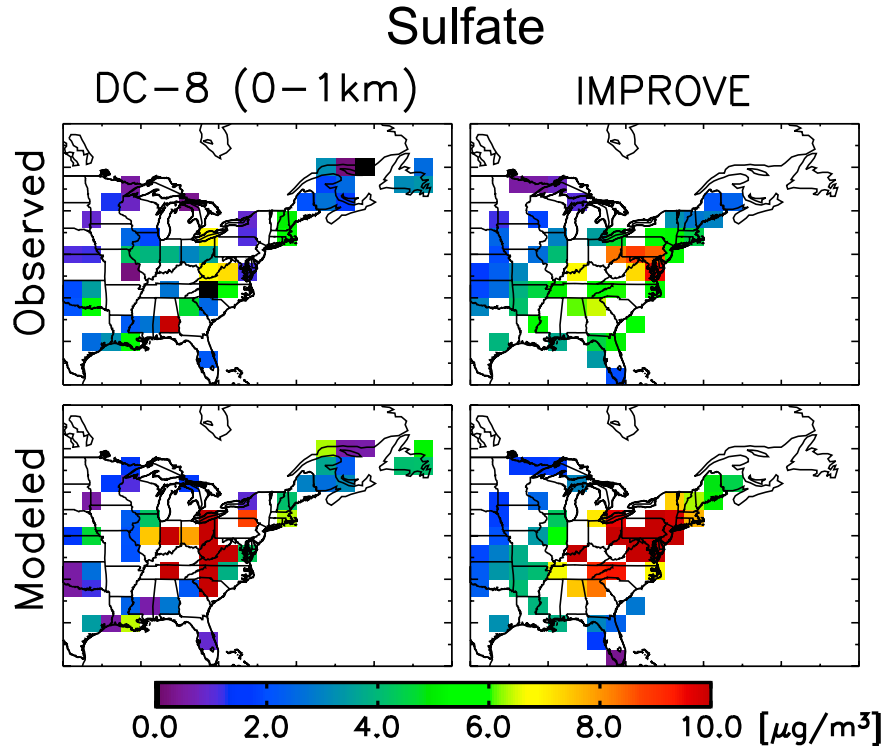 Sulfate
DC-8 (0-1km) IMPROVE
Observed
Modeled
0.0 2.0 4.0 6.0 8.0 10.0 [μg/m³]